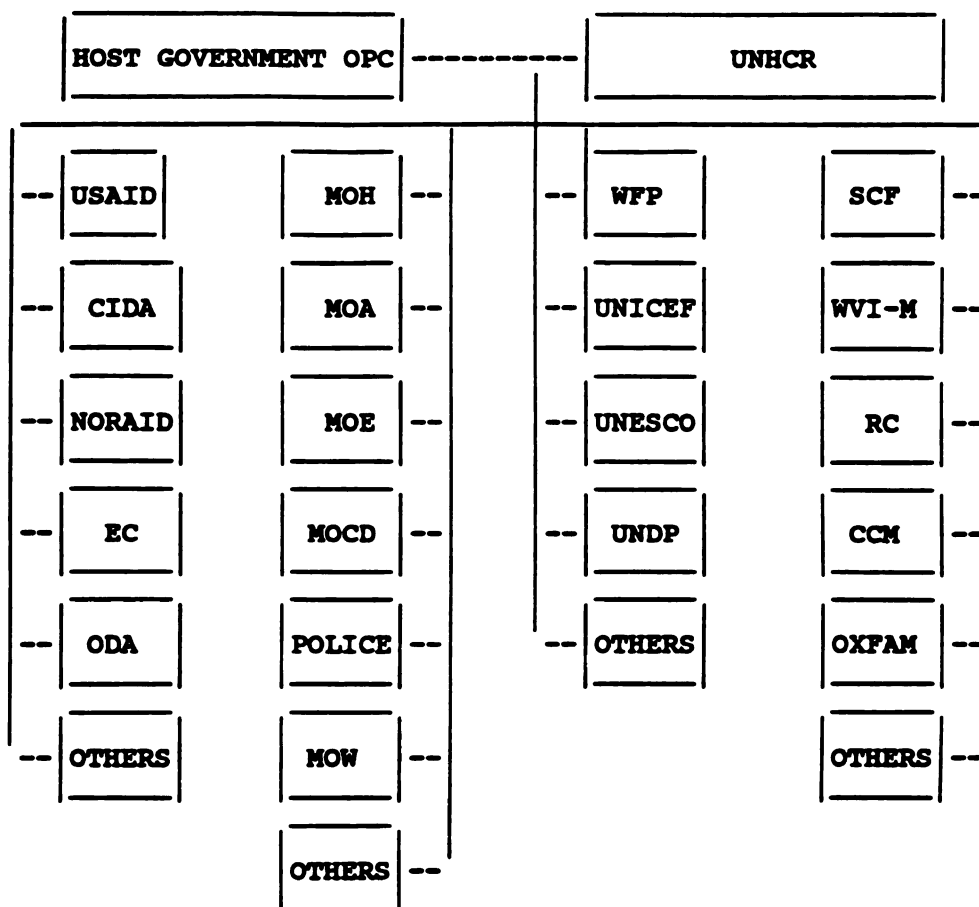 HOST GOVERNMENT OPC
UNHCR
USAID MOH WFP SCF
CIDA MOA UNICEF WVI-M
NORAID MOE UNESCO RC
EC MOCD UNDP CCM
ODA POLICE OTHERS OXFAM
OTHERS MOW OTHERS
OTHERS